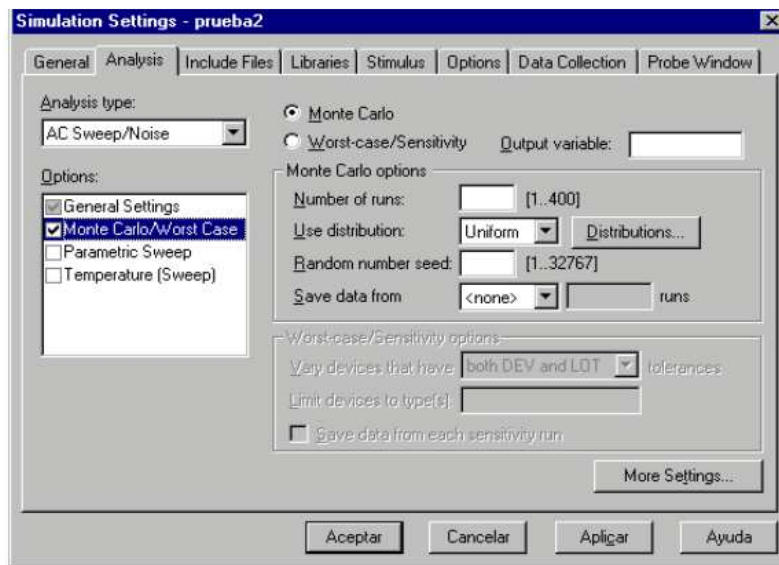 Simulation Settings - prueba2
General Analysis Include Files Libraries Stimulus Options Data Collection Probe Window
Analysis type:
AC Sweep/Noise
Options:
General Settings
Monte Carlo/Worst Case
Parametric Sweep
Temperature (Sweep)
Monte Carlo
Worst-case/Sensitivity Output variable:
Monte Carlo options
Number of runs: [1..400]
Use distribution: Uniform Distributions...
Random number seed: [1..32767]
Save data from <none> runs
Worst-case/Sensitivity options
Vary devices that have both DEV and LOT tolerances
Limit devices to type(s)
Save data from each sensitivity run
More Settings...
Aceptar Cancelar Aplicar Ayuda